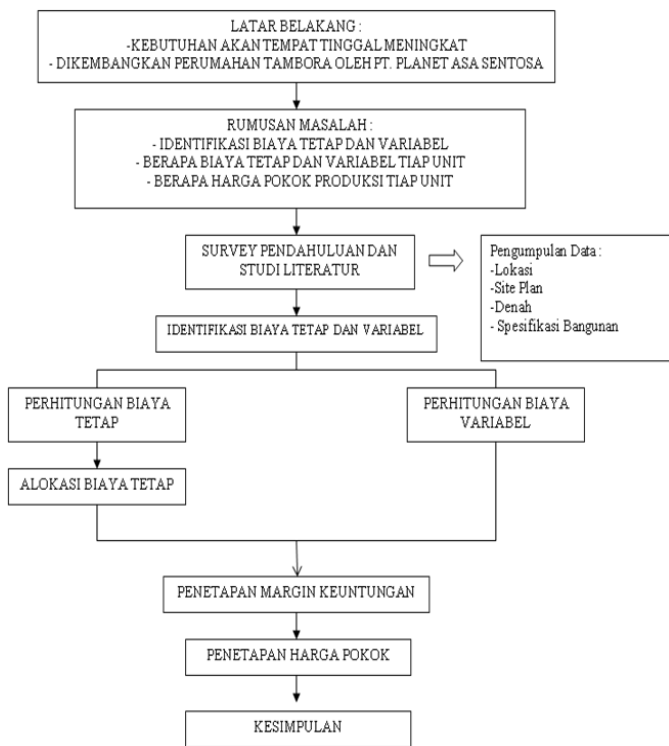 LATAR BELAKANG :
-KEBUTUHAN AKAN TEMPAT TINGGAL MENINGKAT
- DIKEMBANGKAN PERUMAHAN TAMBORA OLEH PT. PLANET ASA SENTOSA
RUMUSAN MASALAH :
- IDENTIFIKASI BIAYA TETAP DAN VARIABEL
- BERAPA BIAYA TETAP DAN VARIABEL TIAP UNIT
- BERAPA HARGA POKOK PRODUKSI TIAP UNIT
SURVEY PENDAHULUAN DAN
STUDI LITERATUR
Pengumpulan Data :
-Lokasi
-Site Plan
-Denah
- Spesifikasi Bangunan
IDENTIFIKASI BIAYA TETAP DAN VARIABEL
PERHITUNGAN BIAYA
TETAP
PERHITUNGAN BIAYA
VARIABEL
ALOKASI BIAYA TETAP
PENETAPAN MARGIN KEUNTUNGAN
PENETAPAN HARGA POKOK
KESIMPULAN